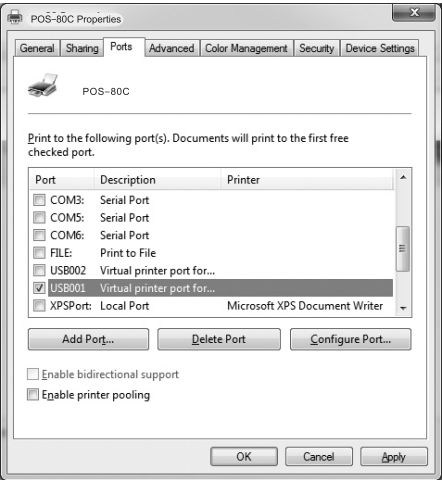 POS-80C Properties
General Sharing Ports Advanced Color Management Security Device Settings
POS-80C
Print to the following port(s). Documents will print to the first free
checked port.
Port Description Printer
COM3: Serial Port
COM5: Serial Port
COM6: Serial Port
FILE: Print to File
USB002 Virtual printer port for...
USB001 Virtual printer port for...
XPSPort: Local Port Microsoft XPS Document Writer
Add Port... Delete Port Configure Port...
Enable bidirectional support
Enable printer pooling
OK Cancel Apply